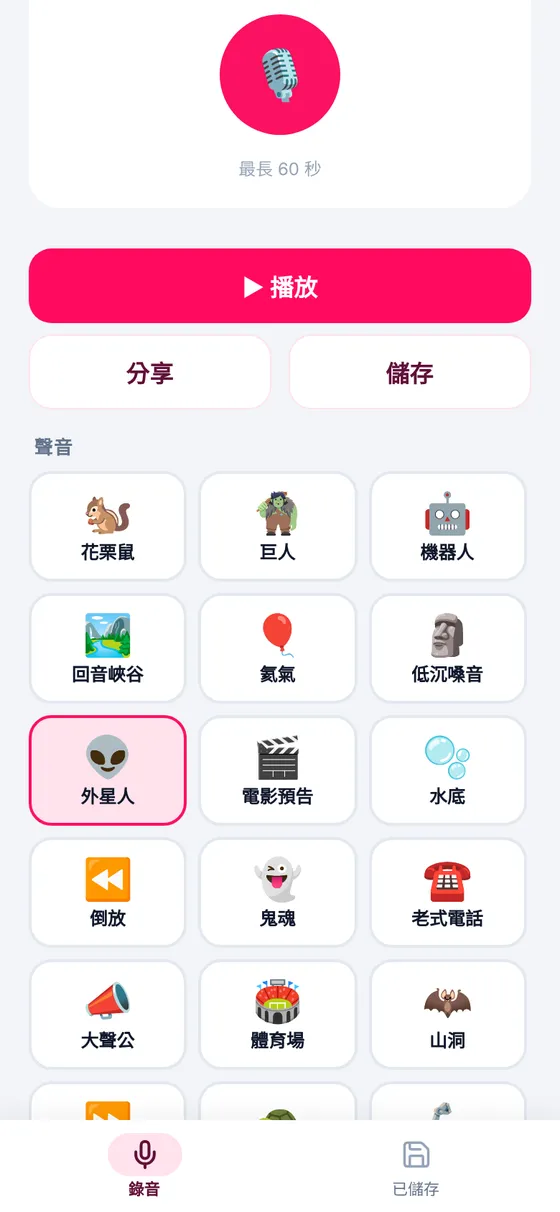 最長 60 秒
▶ 播放
分享
儲存
聲音
花栗鼠
巨人
機器人
回音峽谷
氦氣
低沉嗓音
外星人
電影預告
水底
倒放
鬼魂
老式電話
大聲公
體育場
山洞
錄音
已儲存